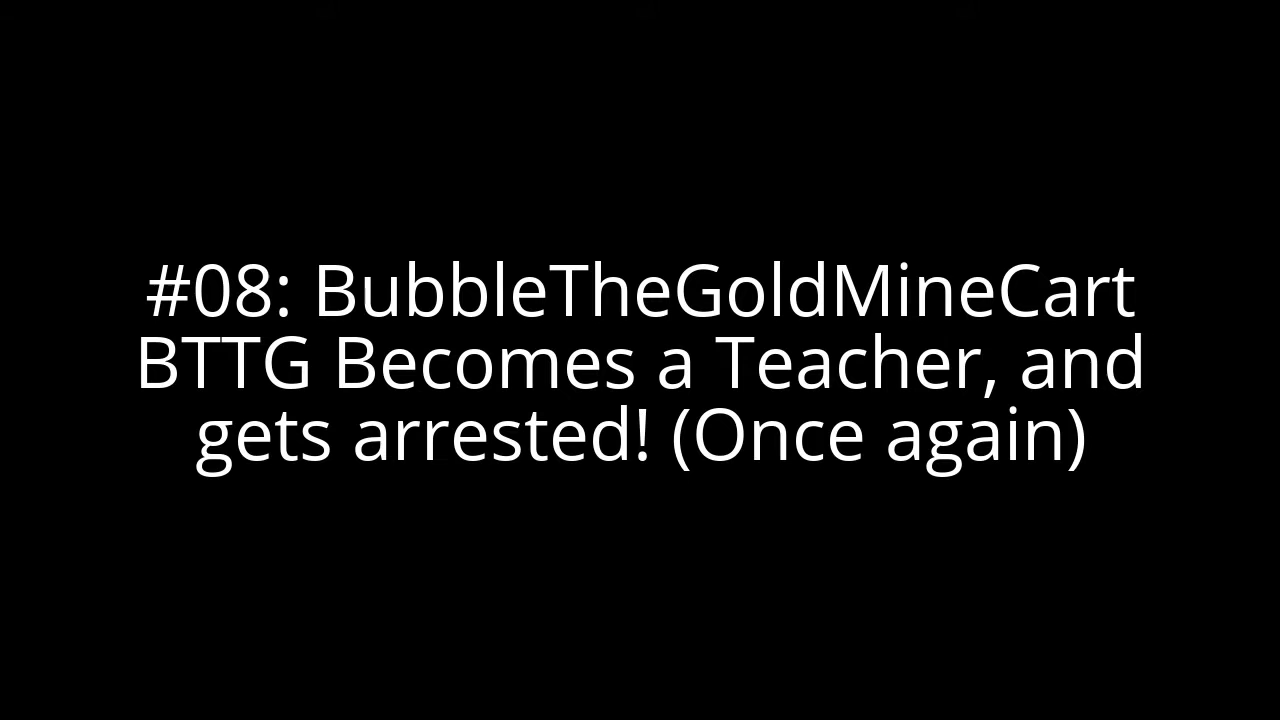 #08: BubbleTheGoldMineCart
BTTG Becomes a Teacher, and
gets arrested! (Once again)